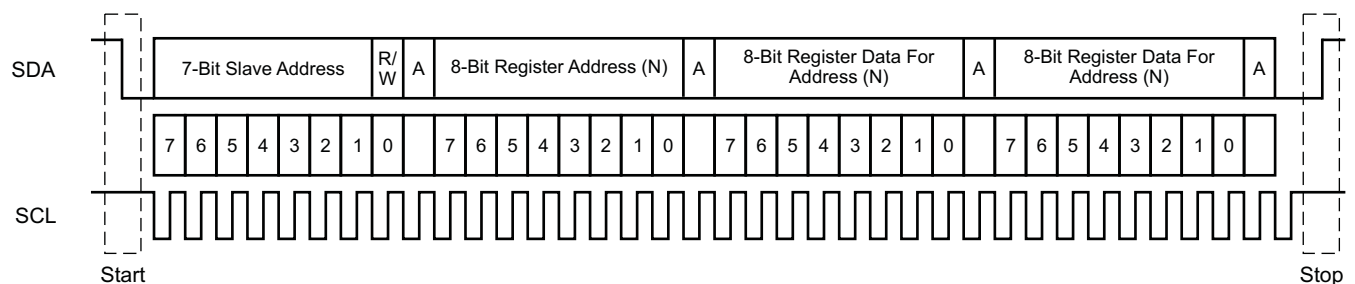 SDA
7-Bit Slave Address
R/
W
A
8-Bit Register Address (N)
A
8-Bit Register Data For
Address (N)
A
8-Bit Register Data For
Address (N)
A
7 6 5 4 3 2 1 0 7 6 5 4 3 2 1 0 7 6 5 4 3 2 1 0 7 6 5 4 3 2 1 0
SCL
Start
Stop